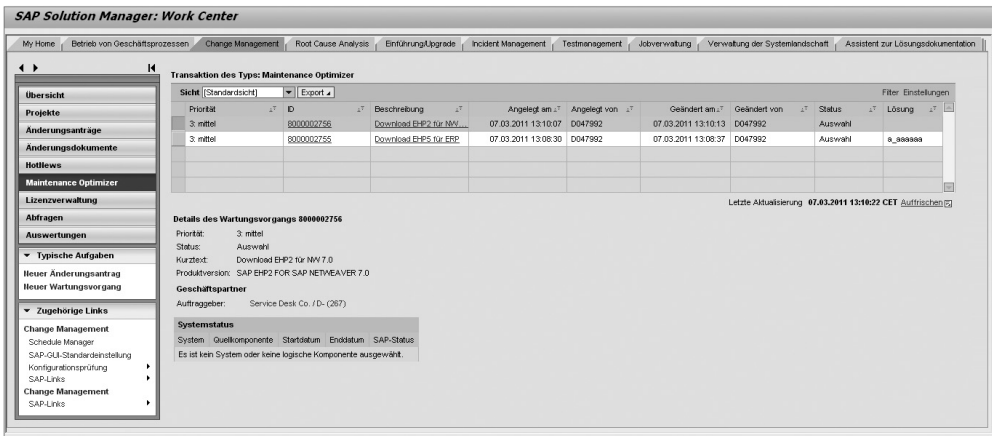 SAP Solution Manager: Work Center
My Home Betrieb von Geschäftsprozessen Change Management Root Cause Analysis Einführung/Upgrade Incident Management Testmanagement Jobverwaltung Verwaltung der Systemlandschaft Assistent zur Lösungsdokumentation
Übersicht
Projekte
Änderungsanträge
Änderungsdokumente
HotNews
Maintenance Optimizer
Lizenzverwaltung
Abfragen
Auswertungen
Typische Aufgaben
Neuer Änderungsantrag
Neuer Wartungsvorgang
Zugehörige Links
Change Management
Schedule Manager
SAP-GUI-Standardeinstellung
Konfigurationsprüfung
SAP-Links
Change Management
SAP-Links
Transaktion des Typs: Maintenance Optimizer
Sicht [Standardsicht] Export Filter Einstellungen
Priorität ID Beschreibung Angelegt am Angelegt von Geändert am Geändert von Status Lösung
3: mittel 8000002756 Download EHP2 für NW... 07.03.2011 13:10:07 D047992 07.03.2011 13:10:13 D047992 Auswahl
3: mittel 8000002755 Download EHP5 für ERP 07.03.2011 13:08:30 D047992 07.03.2011 13:08:37 D047992 Auswahl a_aaaaaa
Letzte Aktualisierung 07.03.2011 13:10:22 CET Auffrischen
Details des Wartungsvorgangs 8000002756
Priorität: 3: mittel
Status: Auswahl
Kurztext: Download EHP2 für NW 7.0
Produktversion: SAP EHP2 FOR SAP NETWEAVER 7.0
Geschäftspartner
Auftraggeber: Service Desk Co. / D- (267)
Systemstatus
System Quellkomponente Startdatum Enddatum SAP-Status
Es ist kein System oder keine logische Komponente ausgewählt.